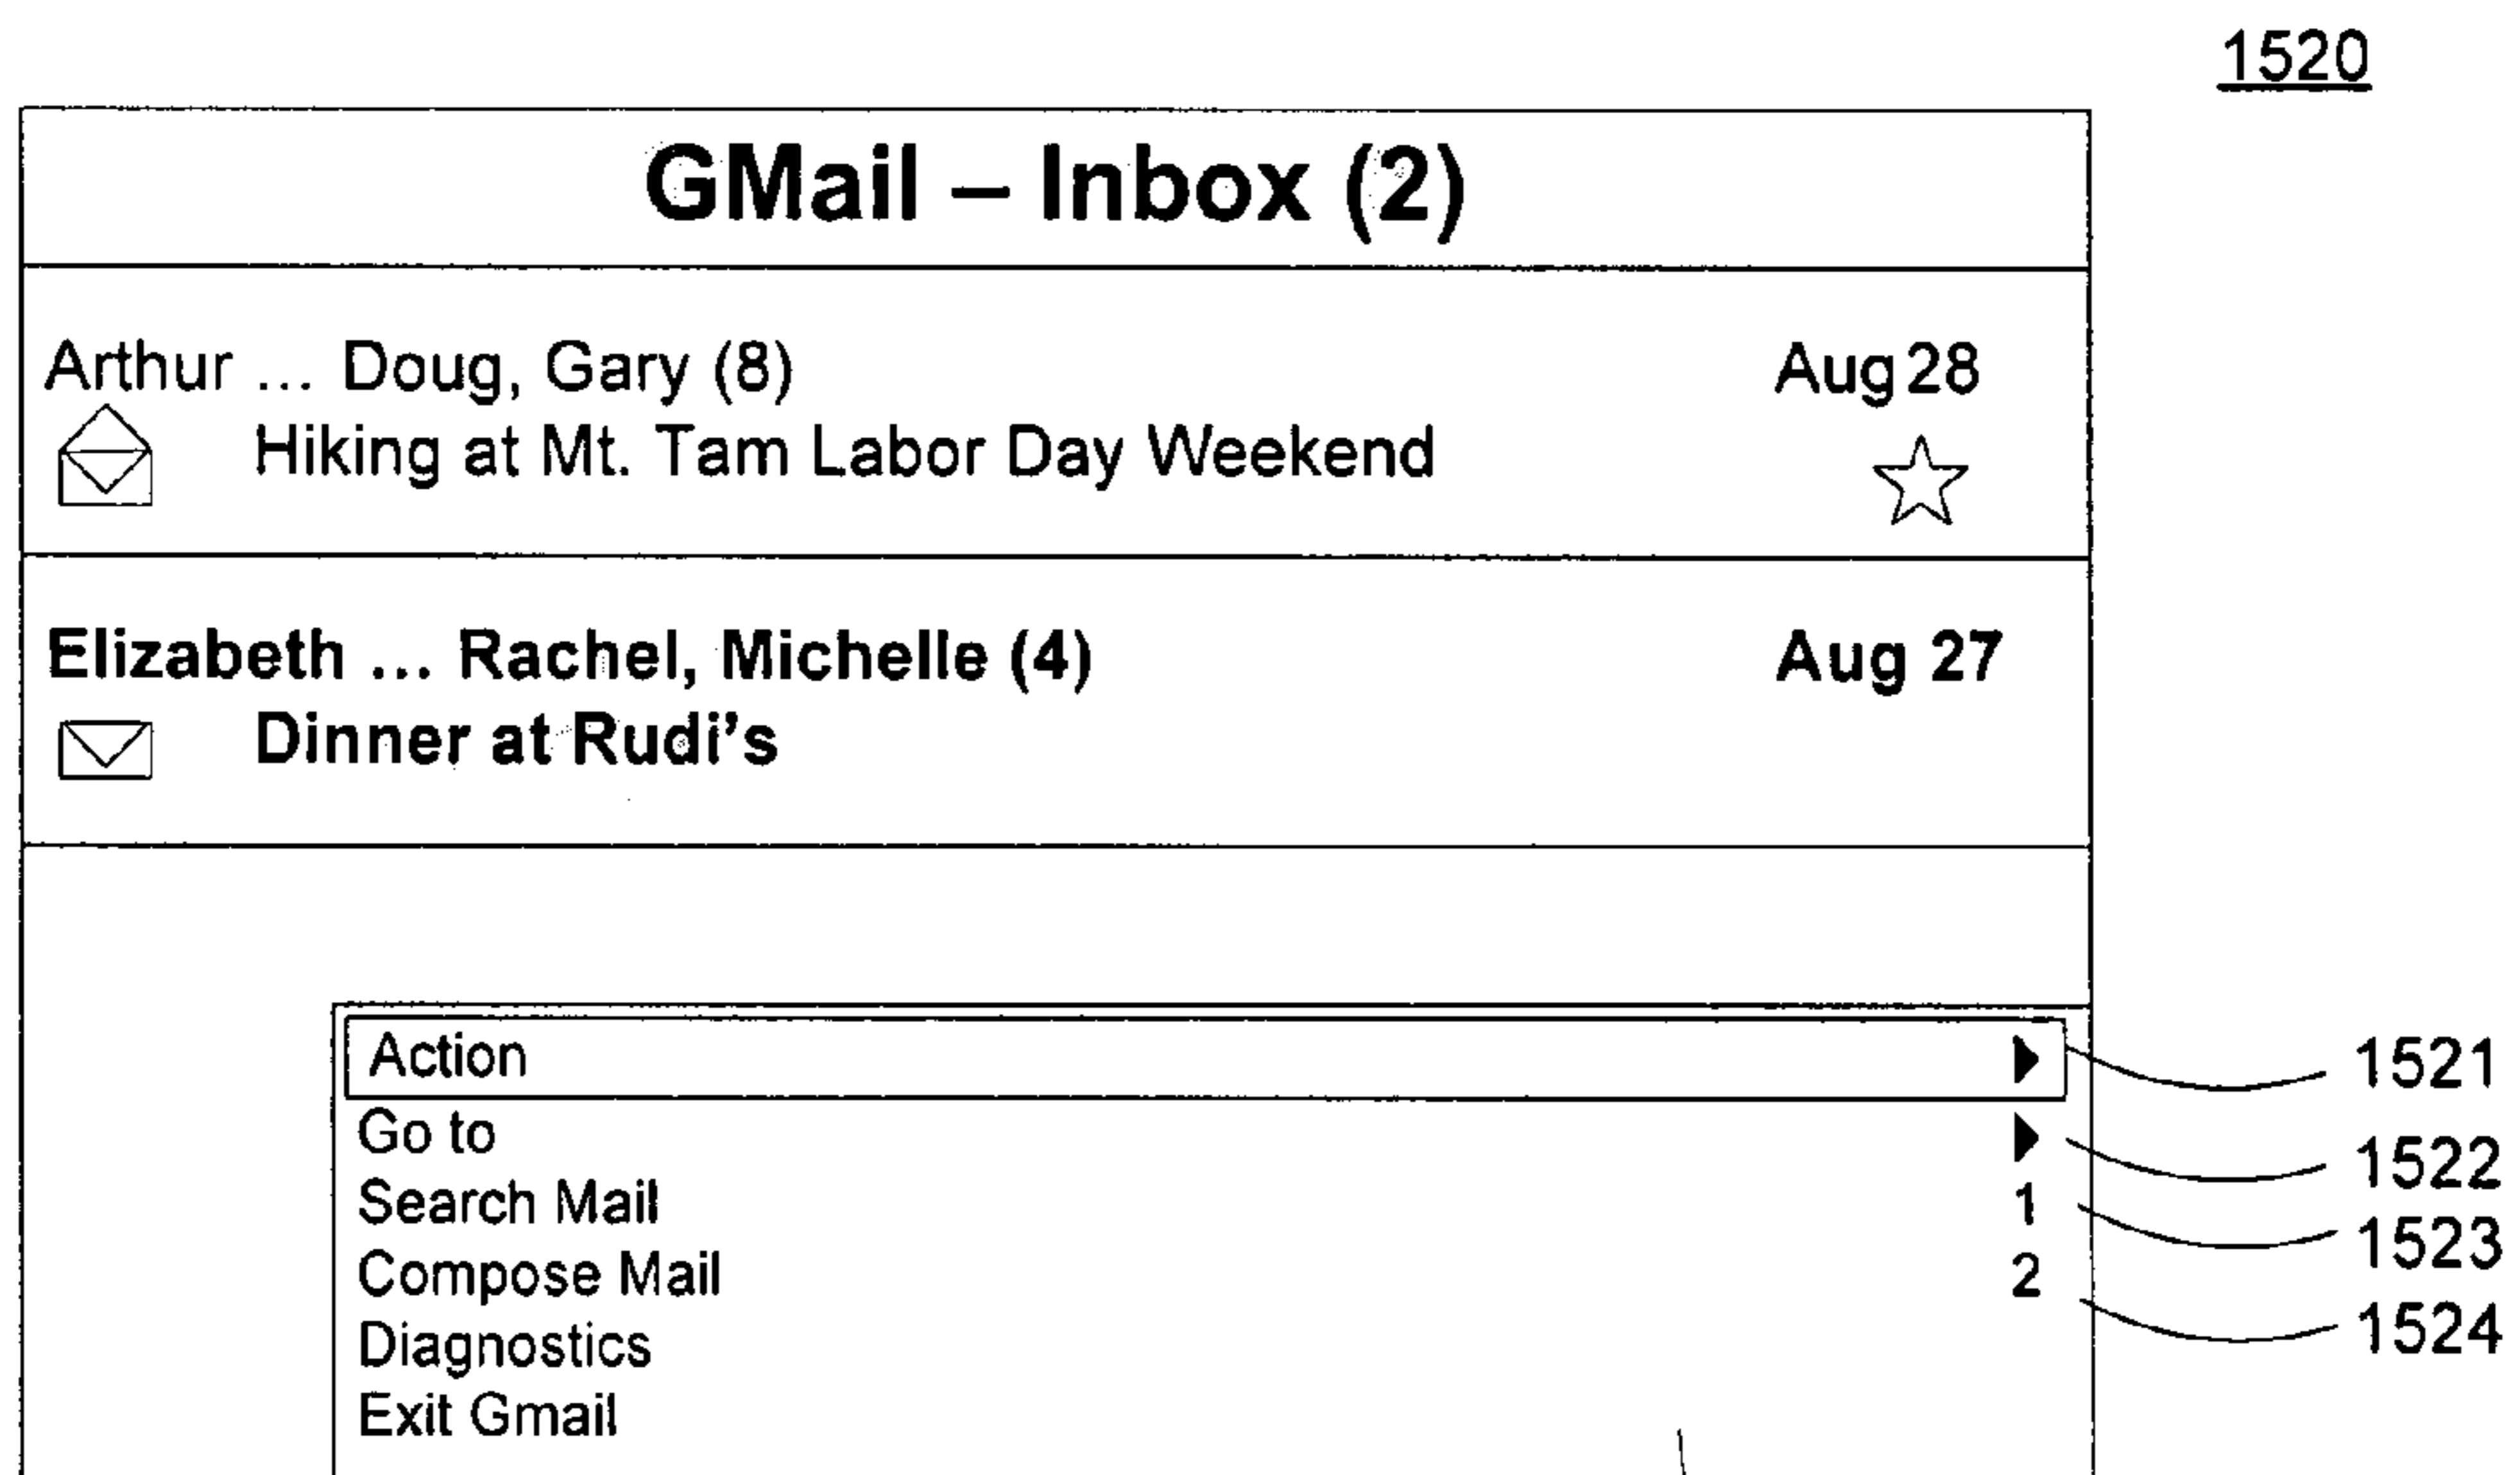 1520
GMail – Inbox (2)
Arthur ... Doug, Gary (8) Aug 28
Hiking at Mt. Tam Labor Day Weekend
Elizabeth ... Rachel, Michelle (4) Aug 27
Dinner at Rudi's
Action 1521
Go to 1522
Search Mail 1 1523
Compose Mail 2 1524
Diagnostics
Exit Gmail